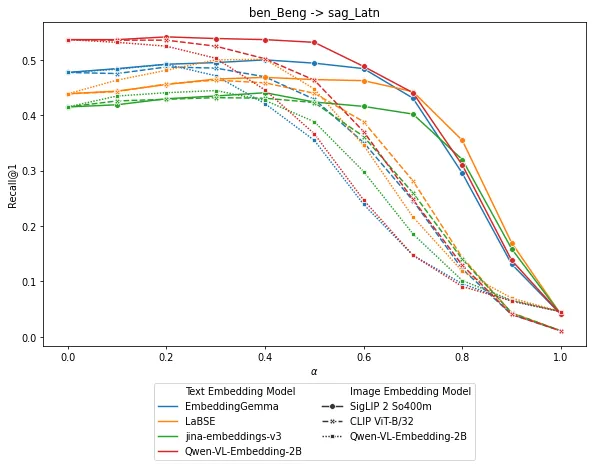 ben_Beng -> sag_Latn
Recall@1
0.5
0.4
0.3
0.2
0.1
0.0
0.0 0.2 0.4 0.6 0.8 1.0
α
Text Embedding Model Image Embedding Model
EmbeddingGemma SigLIP 2 So400m
LaBSE CLIP ViT-B/32
jina-embeddings-v3 Qwen-VL-Embedding-2B
Qwen-VL-Embedding-2B